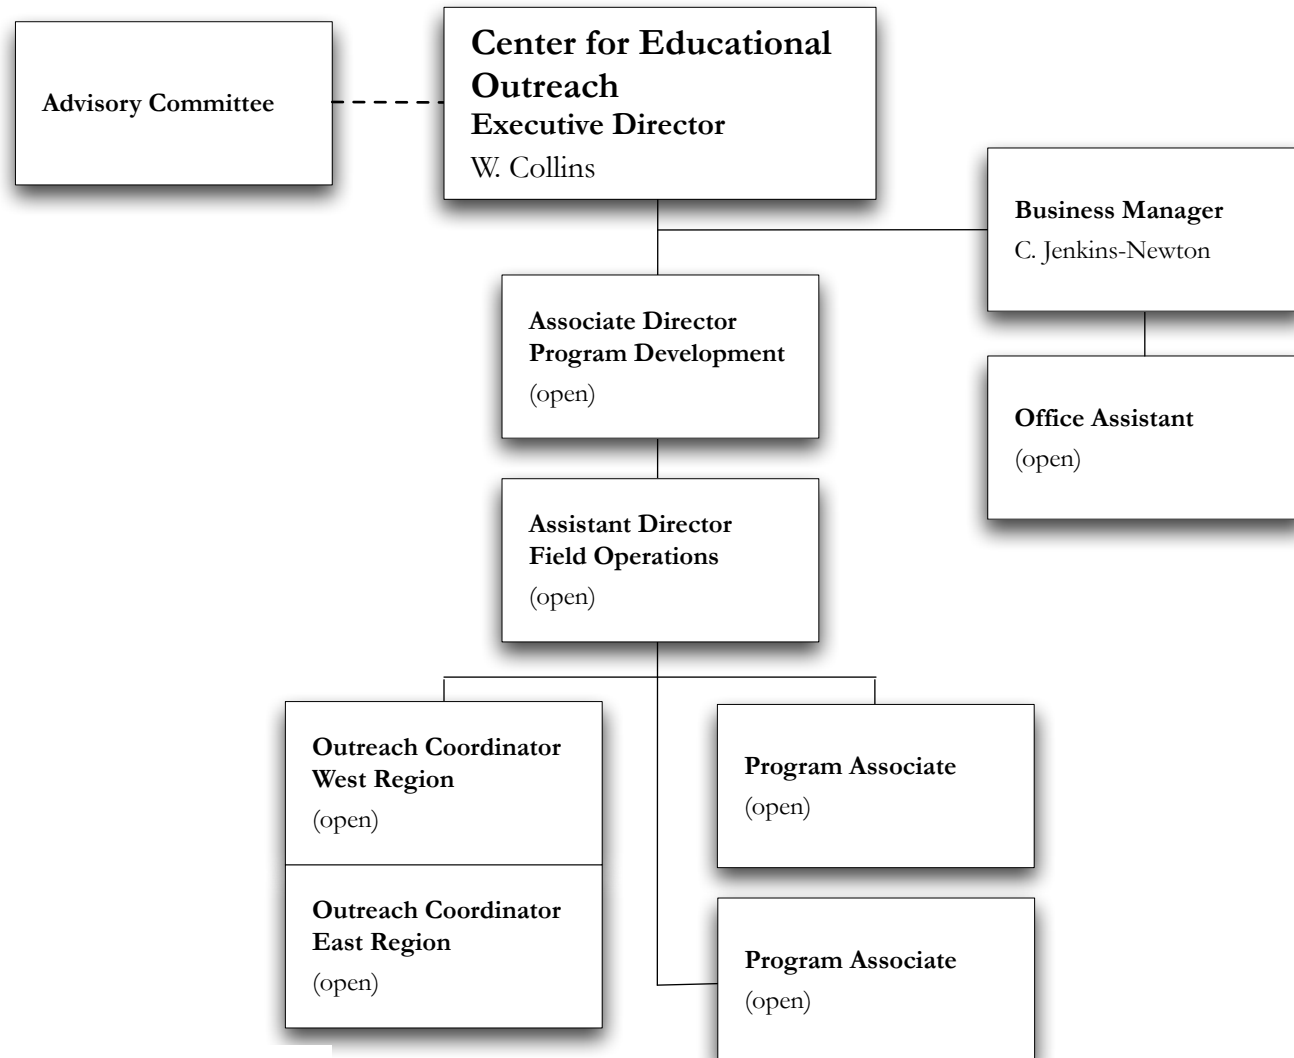 Advisory Committee
Center for Educational
Outreach
Executive Director
W. Collins
Business Manager
C. Jenkins-Newton
Associate Director
Program Development
(open)
Office Assistant
(open)
Assistant Director
Field Operations
(open)
Outreach Coordinator
West Region
(open)
Program Associate
(open)
Outreach Coordinator
East Region
(open)
Program Associate
(open)